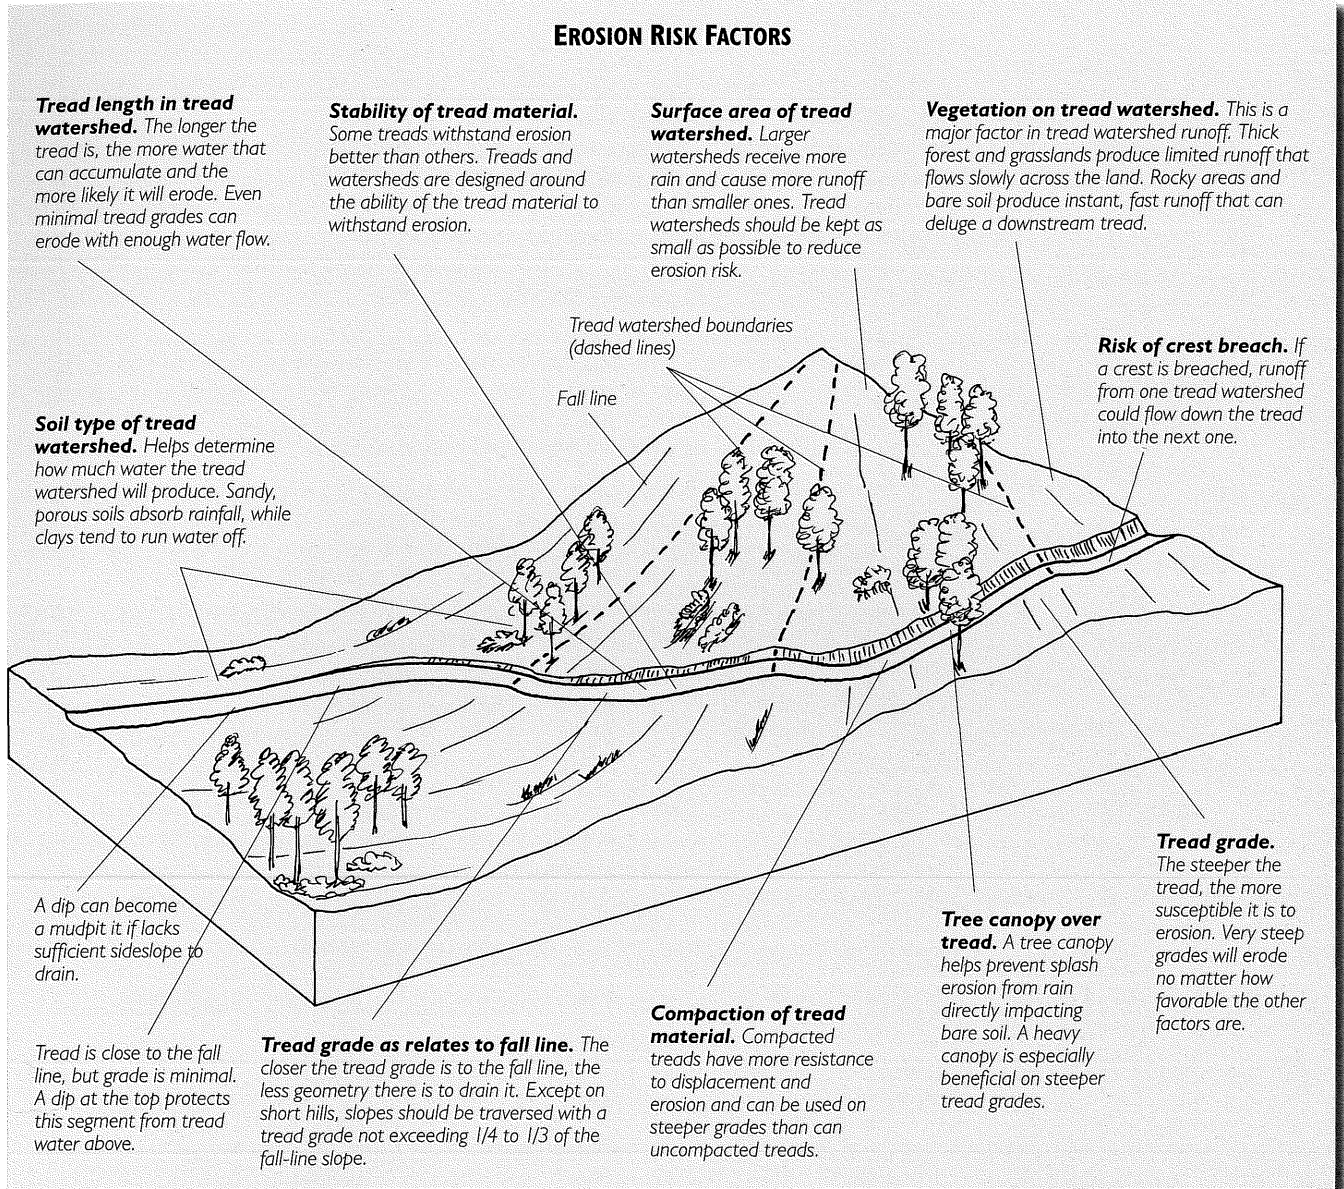 EROSION RISK FACTORS
Tread length in tread
watershed. The longer the
tread is, the more water that
can accumulate and the
more likely it will erode. Even
minimal tread grades can
erode with enough water flow.
Stability of tread material.
Some treads withstand erosion
better than others. Treads and
watersheds are designed around
the ability of the tread material to
withstand erosion.
Surface area of tread
watershed. Larger
watersheds receive more
rain and cause more runoff
than smaller ones. Tread
watersheds should be kept as
small as possible to reduce
erosion risk.
Vegetation on tread watershed. This is a
major factor in tread watershed runoff. Thick
forest and grasslands produce limited runoff that
flows slowly across the land. Rocky areas and
bare soil produce instant, fast runoff that can
deluge a downstream tread.
Tread watershed boundaries
(dashed lines)
Fall line
Risk of crest breach. If
a crest is breached, runoff
from one tread watershed
could flow down the tread
into the next one.
Soil type of tread
watershed. Helps determine
how much water the tread
watershed will produce. Sandy,
porous soils absorb rainfall, while
clays tend to run water off.
A dip can become
a mudpit it if lacks
sufficient sideslope to
drain.
Tread is close to the fall
line, but grade is minimal.
A dip at the top protects
this segment from tread
water above.
Tread grade as relates to fall line. The
closer the tread grade is to the fall line, the
less geometry there is to drain it. Except on
short hills, slopes should be traversed with a
tread grade not exceeding 1/4 to 1/3 of the
fall-line slope.
Compaction of tread
material. Compacted
treads have more resistance
to displacement and
erosion and can be used on
steeper grades than can
uncompacted treads.
Tree canopy over
tread. A tree canopy
helps prevent splash
erosion from rain
directly impacting
bare soil. A heavy
canopy is especially
beneficial on steeper
tread grades.
Tread grade.
The steeper the
tread, the more
susceptible it is to
erosion. Very steep
grades will erode
no matter how
favorable the other
factors are.